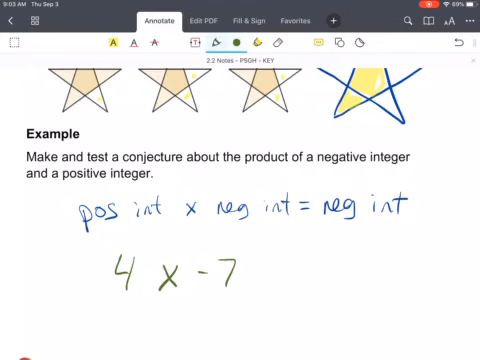 9:03 AM Thu Sep 3
69%
Annotate Edit PDF Fill & Sign Favorites
2.2 Notes - PSOH - KEY
Example
Make and test a conjecture about the product of a negative integer
and a positive integer.
pos int x neg int = neg int
4 x -7